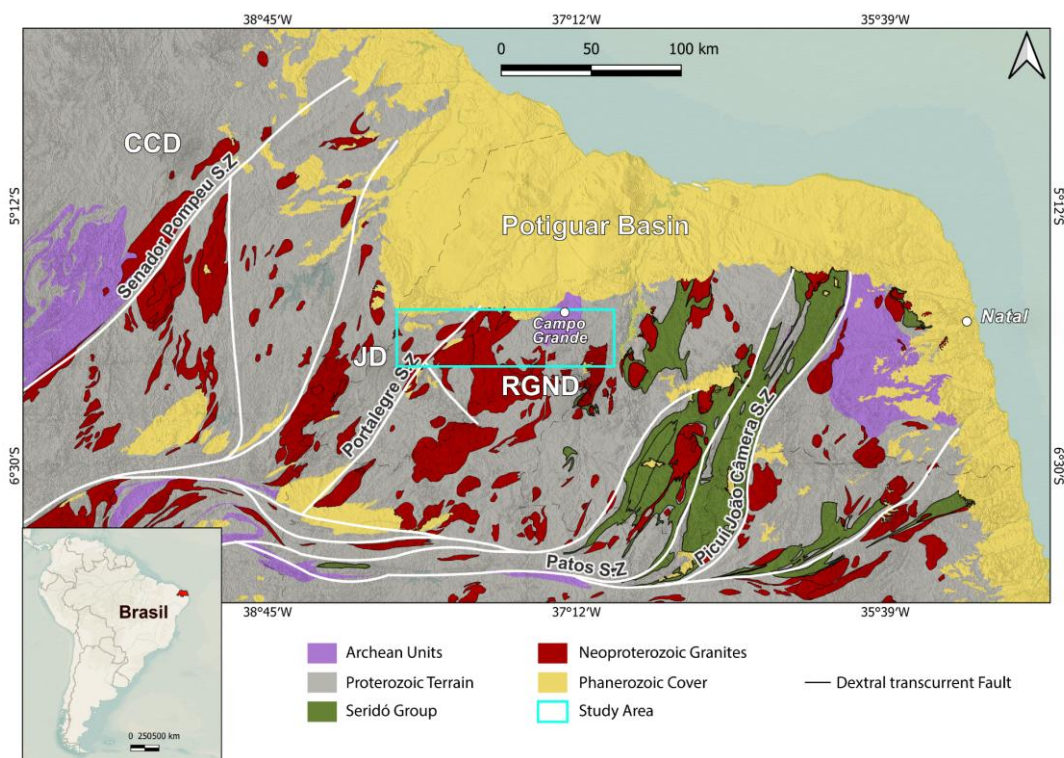 38°45'W 37°12'W 35°39'W
0 50 100 km
CCD
Senador Pompeu S.Z
5°12'S
5°12'S
Potiguar Basin
Campo
Grande
Natal
JD
Portalegre S.Z
RGND
6°30'S
6°30'S
Picuí João Câmera S.Z
Patos S.Z
Brasil
0 250500 km
38°45'W 37°12'W 35°39'W
Archean Units
Proterozoic Terrain
Seridó Group
Neoproterozoic Granites
Phanerozoic Cover
Study Area
Dextral transcurrent Fault